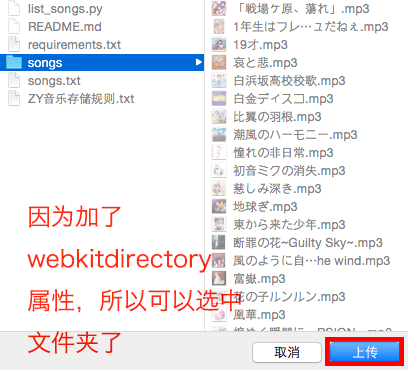 list_songs.py
README.md
requirements.txt
songs
songs.txt
ZY音乐存储规则.txt
「戦場ヶ原、蕩れ」.mp3
1年生はフレ…ユだねぇ.mp3
19才.mp3
哀と悲.mp3
白浜坂高校校歌.mp3
白金ディスコ.mp3
比翼の羽根.mp3
潮風のハーモニー.mp3
憧れの非日常.mp3
初音ミクの消失.mp3
慈しみ深き.mp3
地球ぎ.mp3
東から来た少年.mp3
断罪の花~Guilty Sky~.mp3
風のように自…he wind.mp3
富嶽.mp3
花の子ルンルン.mp3
凰華.mp3
因为加了
webkitdirectory
属性，所以可以选中
文件夹了
取消
上传